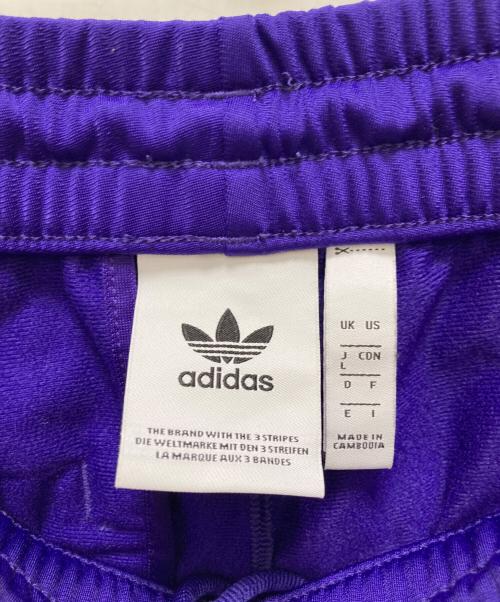 adidas
THE BRAND WITH THE 3 STRIPES
DIE WELTMARKE MIT DEN 3 STREIFEN
LA MARQUE AUX 3 BANDES
UK US
J CDN
L
D F
E I
MADE IN
CAMBODIA